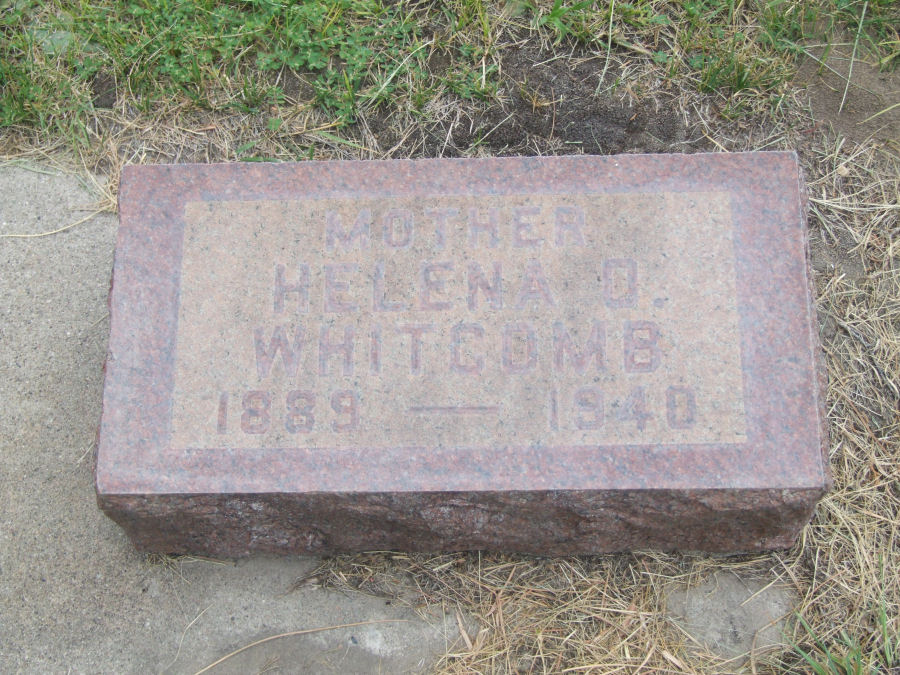 MOTHER
HELENA O.
WHITCOMB
1889 — 1940